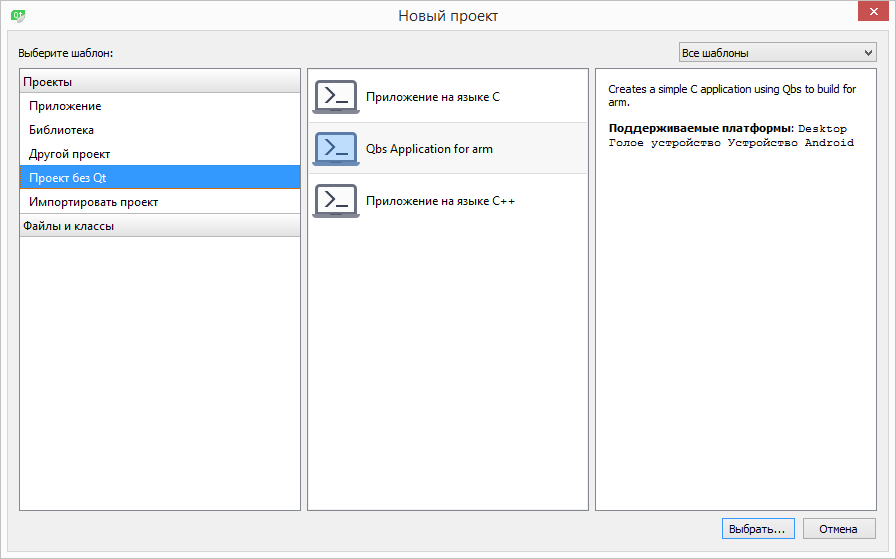 Новый проект
Выберите шаблон:
Все шаблоны
Проекты
Приложение
Библиотека
Другой проект
Проект без Qt
Импортировать проект
Файлы и классы
Приложение на языке C
Qbs Application for arm
Приложение на языке C++
Creates a simple C application using Qbs to build for
arm.
Поддерживаемые платформы: Desktop
Голое устройство Устройство Android
Выбрать...
Отмена